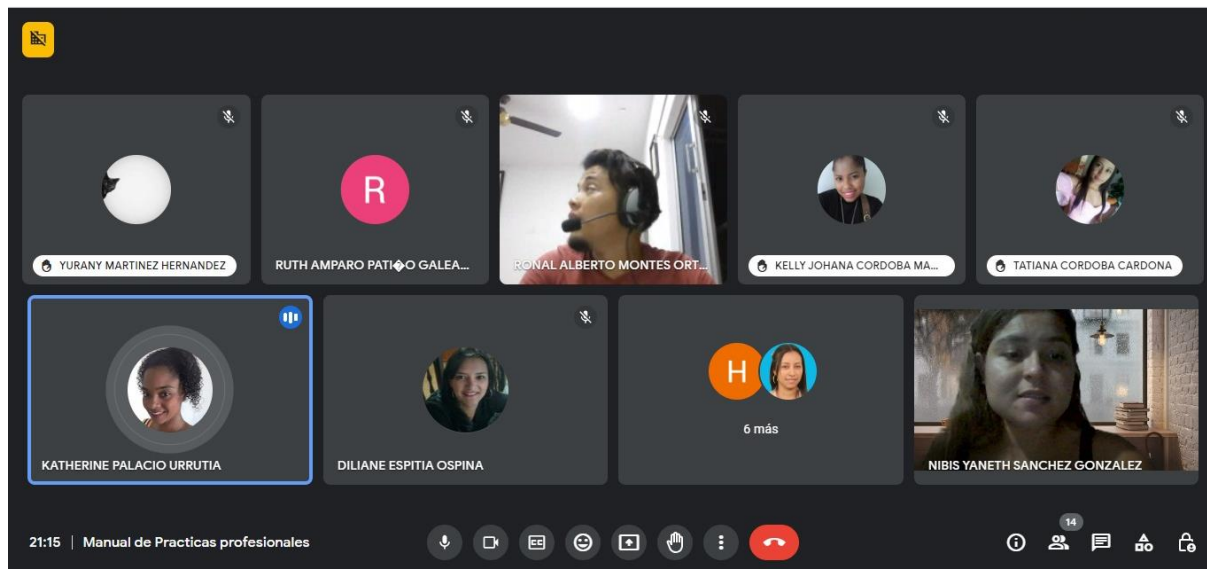 YURANY MARTINEZ HERNANDEZ
R
RUTH AMPARO PATI�O GALEA...
RONAL ALBERTO MONTES ORT...
KELLY JOHANA CORDOBA MA...
TATIANA CORDOBA CARDONA
KATHERINE PALACIO URRUTIA
DILIANE ESPITIA OSPINA
H
6 más
NIBIS YANETH SANCHEZ GONZALEZ
21:15 | Manual de Practicas profesionales
CC
14